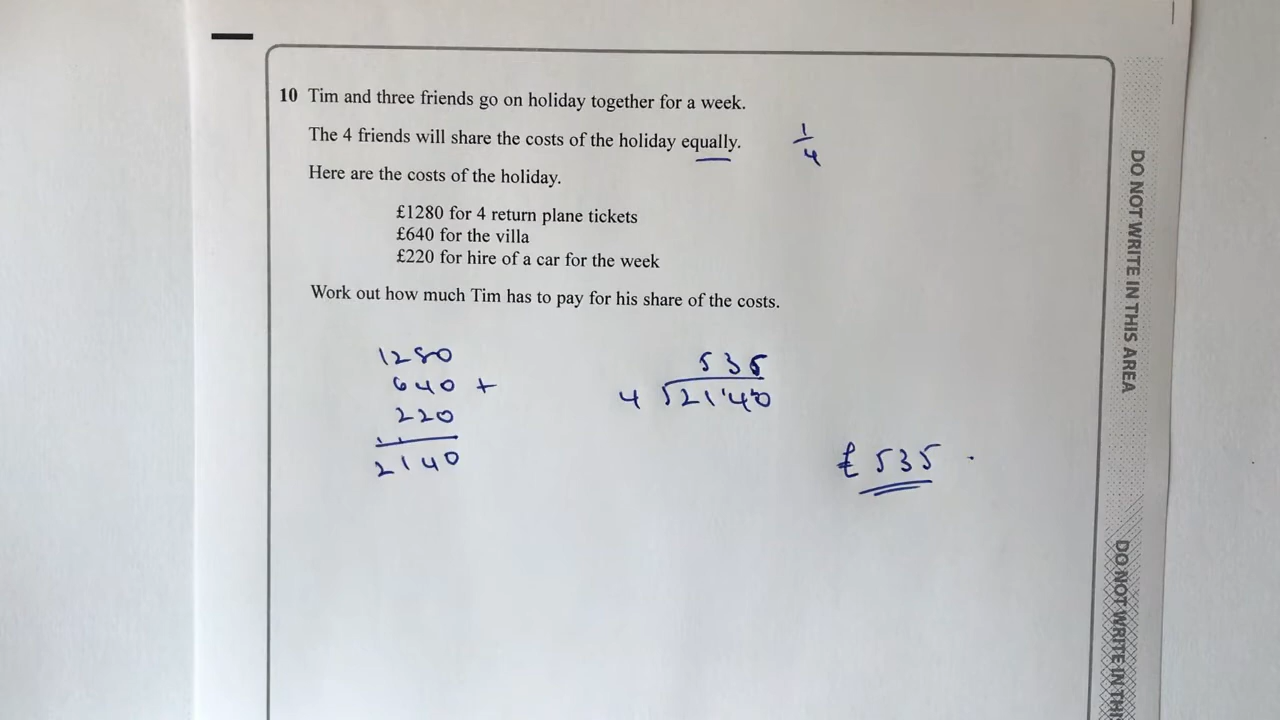 10 Tim and three friends go on holiday together for a week.
The 4 friends will share the costs of the holiday equally.
1/4
Here are the costs of the holiday.
£1280 for 4 return plane tickets
£640 for the villa
£220 for hire of a car for the week
Work out how much Tim has to pay for his share of the costs.
1280
640 +
220
1 1
2140
535
4 21¹4²0
£535
DO NOT WRITE IN THIS AREA
DO NOT WRITE IN THI